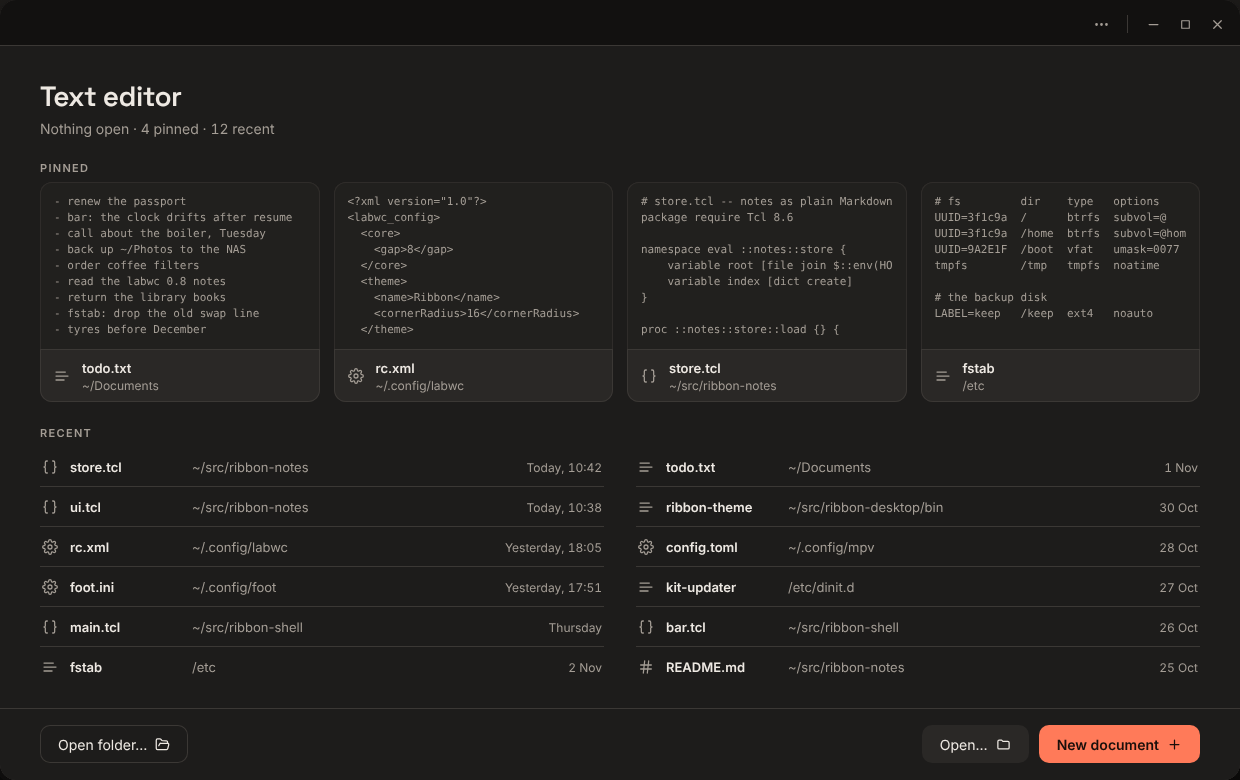 Text editor
Nothing open · 4 pinned · 12 recent
PINNED
- renew the passport
- bar: the clock drifts after resume
- call about the boiler, Tuesday
- back up ~/Photos to the NAS
- order coffee filters
- read the labwc 0.8 notes
- return the library books
- fstab: drop the old swap line
- tyres before December
todo.txt
~/Documents
<?xml version="1.0"?>
<labwc_config>
  <core>
    <gap>8</gap>
  </core>
  <theme>
    <name>Ribbon</name>
    <cornerRadius>16</cornerRadius>
  </theme>
rc.xml
~/.config/labwc
# store.tcl -- notes as plain Markdown
package require Tcl 8.6
namespace eval ::notes::store {
    variable root [file join $::env(HO
    variable index [dict create]
}
proc ::notes::store::load {} {
store.tcl
~/src/ribbon-notes
# fs         dir    type   options
UUID=3f1c9a  /      btrfs  subvol=@
UUID=3f1c9a  /home  btrfs  subvol=@hom
UUID=9A2E1F  /boot  vfat   umask=0077
tmpfs        /tmp   tmpfs  noatime
# the backup disk
LABEL=keep   /keep  ext4   noauto
fstab
/etc
RECENT
store.tcl ~/src/ribbon-notes Today, 10:42
ui.tcl ~/src/ribbon-notes Today, 10:38
rc.xml ~/.config/labwc Yesterday, 18:05
foot.ini ~/.config/foot Yesterday, 17:51
main.tcl ~/src/ribbon-shell Thursday
fstab /etc 2 Nov
todo.txt ~/Documents 1 Nov
ribbon-theme ~/src/ribbon-desktop/bin 30 Oct
config.toml ~/.config/mpv 28 Oct
kit-updater /etc/dinit.d 27 Oct
bar.tcl ~/src/ribbon-shell 26 Oct
README.md ~/src/ribbon-notes 25 Oct
Open folder... Open... New document